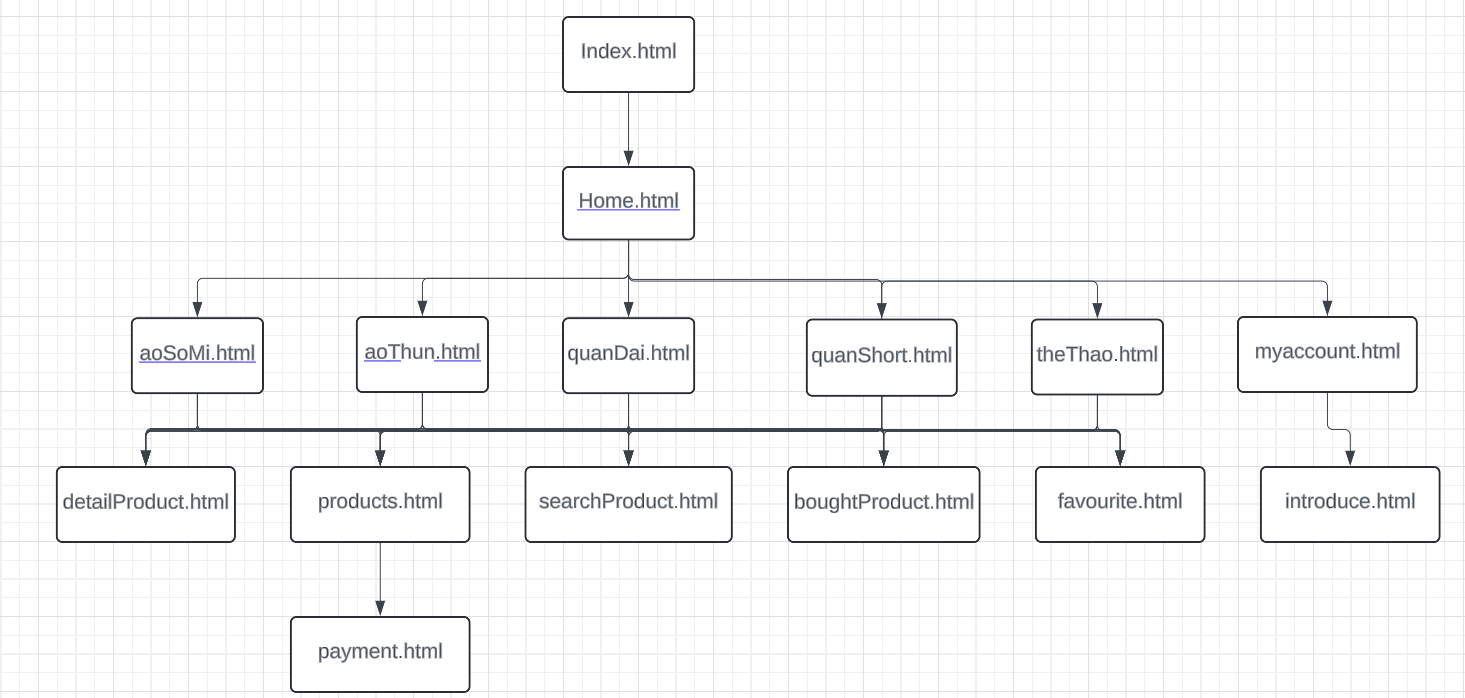 Index.html
Home.html
aoSoMi.html
aoThun.html
quanDai.html
quanShort.html
theThao.html
myaccount.html
detailProduct.html
products.html
searchProduct.html
boughtProduct.html
favourite.html
introduce.html
payment.html